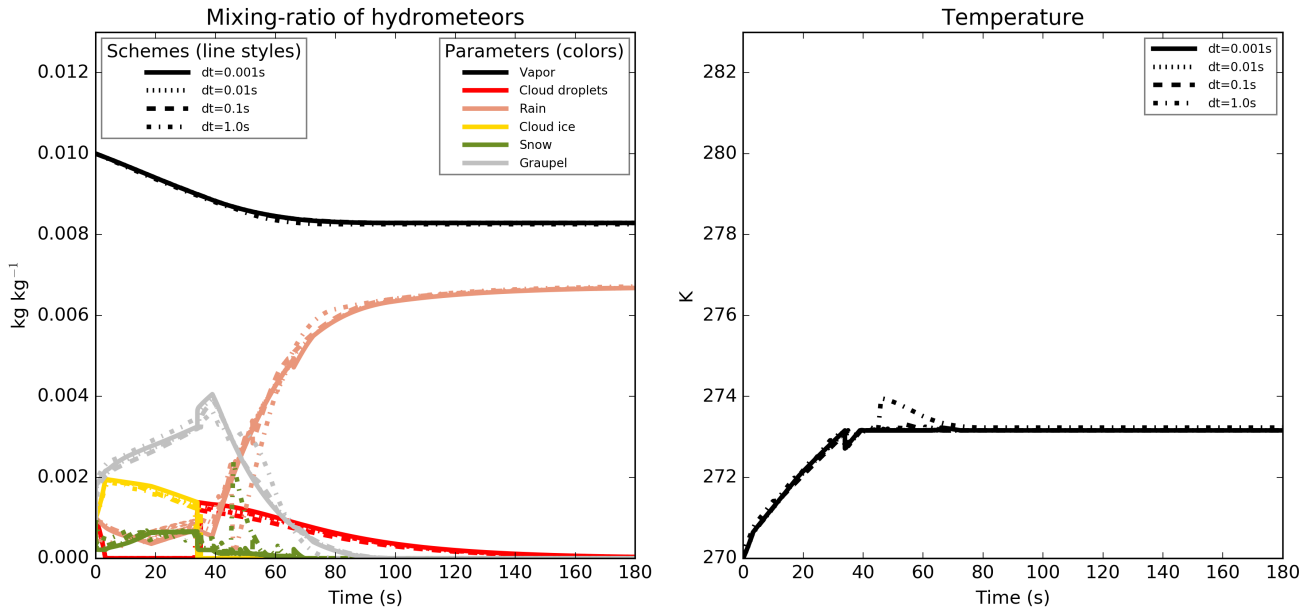 Mixing-ratio of hydrometeors
Schemes (line styles)
dt=0.001s
dt=0.01s
dt=0.1s
dt=1.0s
Parameters (colors)
Vapor
Cloud droplets
Rain
Cloud ice
Snow
Graupel
kg kg⁻¹
0.012
0.010
0.008
0.006
0.004
0.002
0.000
0 20 40 60 80 100 120 140 160 180
Time (s)
Temperature
dt=0.001s
dt=0.01s
dt=0.1s
dt=1.0s
K
282
280
278
276
274
272
270
0 20 40 60 80 100 120 140 160 180
Time (s)